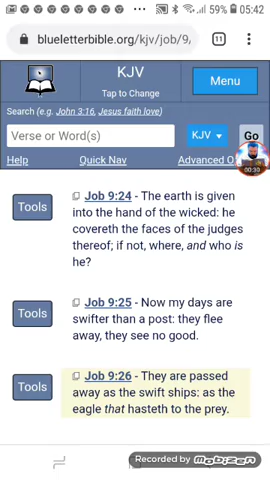 59% 05:42
blueletterbible.org/kjv/job/9/
11
KJV
Tap to Change
Menu
Search (e.g. John 3:16, Jesus faith love)
Verse or Word(s)
KJV
Go
Help Quick Nav Advanced O
00:30
Tools
Job 9:24 - The earth is given
into the hand of the wicked: he
covereth the faces of the judges
thereof; if not, where, and who is
he?
Tools
Job 9:25 - Now my days are
swifter than a post: they flee
away, they see no good.
Tools
Job 9:26 - They are passed
away as the swift ships: as the
eagle that hasteth to the prey.
Recorded by
MOBIZEN